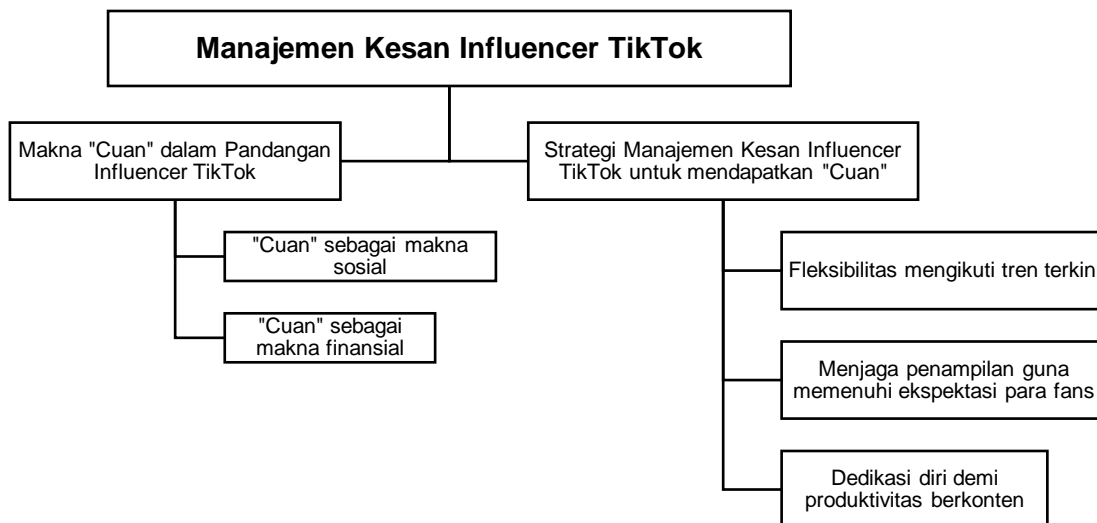 Manajemen Kesan Influencer TikTok
Makna "Cuan" dalam Pandangan
Influencer TikTok
"Cuan" sebagai makna
sosial
"Cuan" sebagai
makna finansial
Strategi Manajemen Kesan Influencer
TikTok untuk mendapatkan "Cuan"
Fleksibilitas mengikuti tren terkin
Menjaga penampilan guna
memenuhi ekspektasi para fans
Dedikasi diri demi
produktivitas berkonten